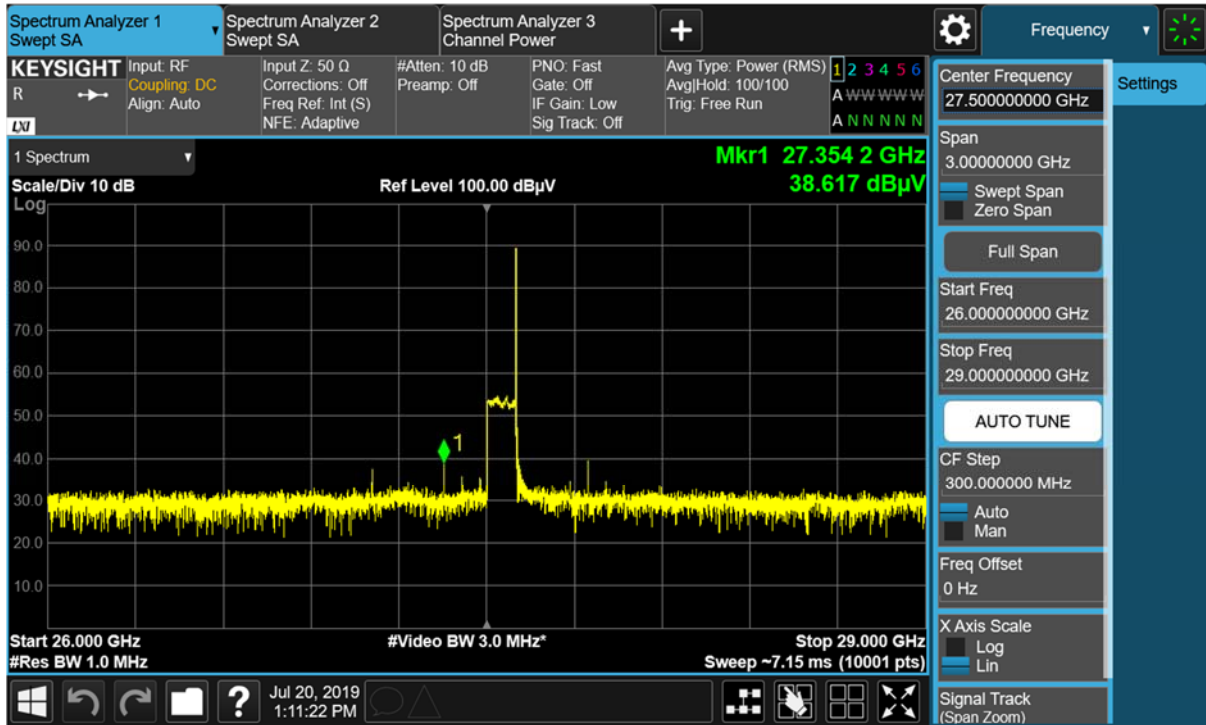 Spectrum Analyzer 1
Swept SA
Spectrum Analyzer 2
Swept SA
Spectrum Analyzer 3
Channel Power
Frequency
KEYSIGHT
R
LXI
Input: RF
Coupling: DC
Align: Auto
Input Z: 50 Ω
Corrections: Off
Freq Ref: Int (S)
NFE: Adaptive
#Atten: 10 dB
Preamp: Off
PNO: Fast
Gate: Off
IF Gain: Low
Sig Track: Off
Avg Type: Power (RMS)
Avg|Hold: 100/100
Trig: Free Run
1 2 3 4 5 6
A W W W W W
A N N N N N
1 Spectrum
Scale/Div 10 dB
Log
Ref Level 100.00 dBµV
Mkr1 27.354 2 GHz
38.617 dBµV
90.0
80.0
70.0
60.0
50.0
40.0
30.0
20.0
10.0
1
Start 26.000 GHz
#Res BW 1.0 MHz
#Video BW 3.0 MHz*
Stop 29.000 GHz
Sweep ~7.15 ms (10001 pts)
?
Jul 20, 2019
1:11:22 PM
Center Frequency
27.500000000 GHz
Settings
Span
3.00000000 GHz
Swept Span
Zero Span
Full Span
Start Freq
26.000000000 GHz
Stop Freq
29.000000000 GHz
AUTO TUNE
CF Step
300.000000 MHz
Auto
Man
Freq Offset
0 Hz
X Axis Scale
Log
Lin
Signal Track
(Span Zoom)